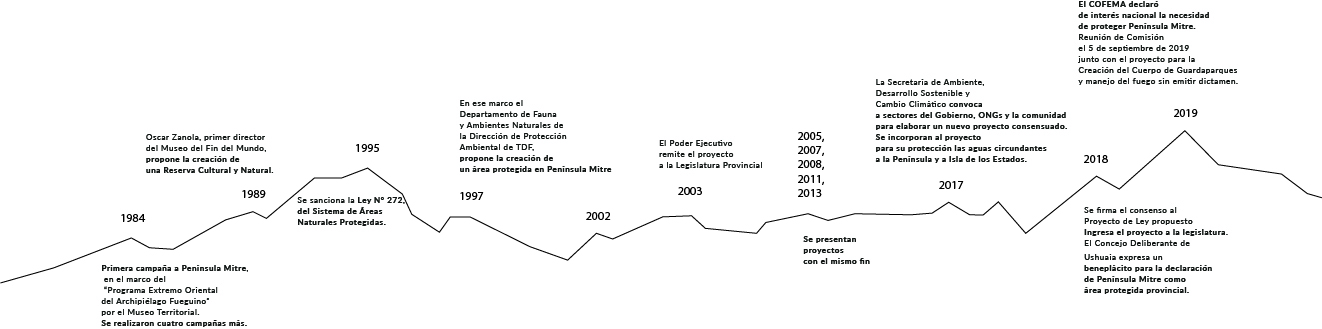 1984
Primera campaña a Península Mitre,
en el marco del
"Programa Extremo Oriental
del Archipiélago Fueguino"
por el Museo Territorial.
Se realizaron cuatro campañas más.
Oscar Zanola, primer director
del Museo del Fin del Mundo,
propone la creación de
una Reserva Cultural y Natural.
1989
1995
Se sanciona la Ley Nº 272,
del Sistema de Áreas
Naturales Protegidas.
En ese marco el
Departamento de Fauna
y Ambientes Naturales de
la Dirección de Protección
Ambiental de TDF,
propone la creación de
un área protegida en Península Mitre
1997
2002
El Poder Ejecutivo
remite el proyecto
a la Legislatura Provincial
2003
2005,
2007,
2008,
2011,
2013
Se presentan
proyectos
con el mismo fin
La Secretaría de Ambiente,
Desarrollo Sostenible y
Cambio Climático convoca
a sectores del Gobierno, ONGs y la comunidad
para elaborar un nuevo proyecto consensuado.
Se incorporan al proyecto
para su protección las aguas circundantes
a la Península y a Isla de los Estados.
2017
2018
Se firma el consenso al
Proyecto de Ley propuesto
Ingresa el proyecto a la legislatura.
El Concejo Deliberante de
Ushuaia expresa un
beneplácito para la declaración
de Península Mitre como
área protegida provincial.
El COFEMA declaró
de interés nacional la necesidad
de proteger Península Mitre.
Reunión de Comisión
el 5 de septiembre de 2019
junto con el proyecto para la
Creación del Cuerpo de Guardaparques
y manejo del fuego sin emitir dictamen.
2019